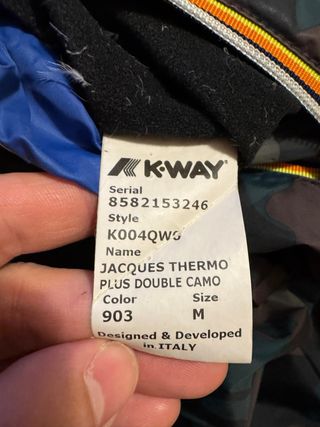 K-WAY
Serial
8582153246
Style
K004QW0
Name
JACQUES THERMO
PLUS DOUBLE CAMO
Color Size
903 M
Designed & Developed
in ITALY